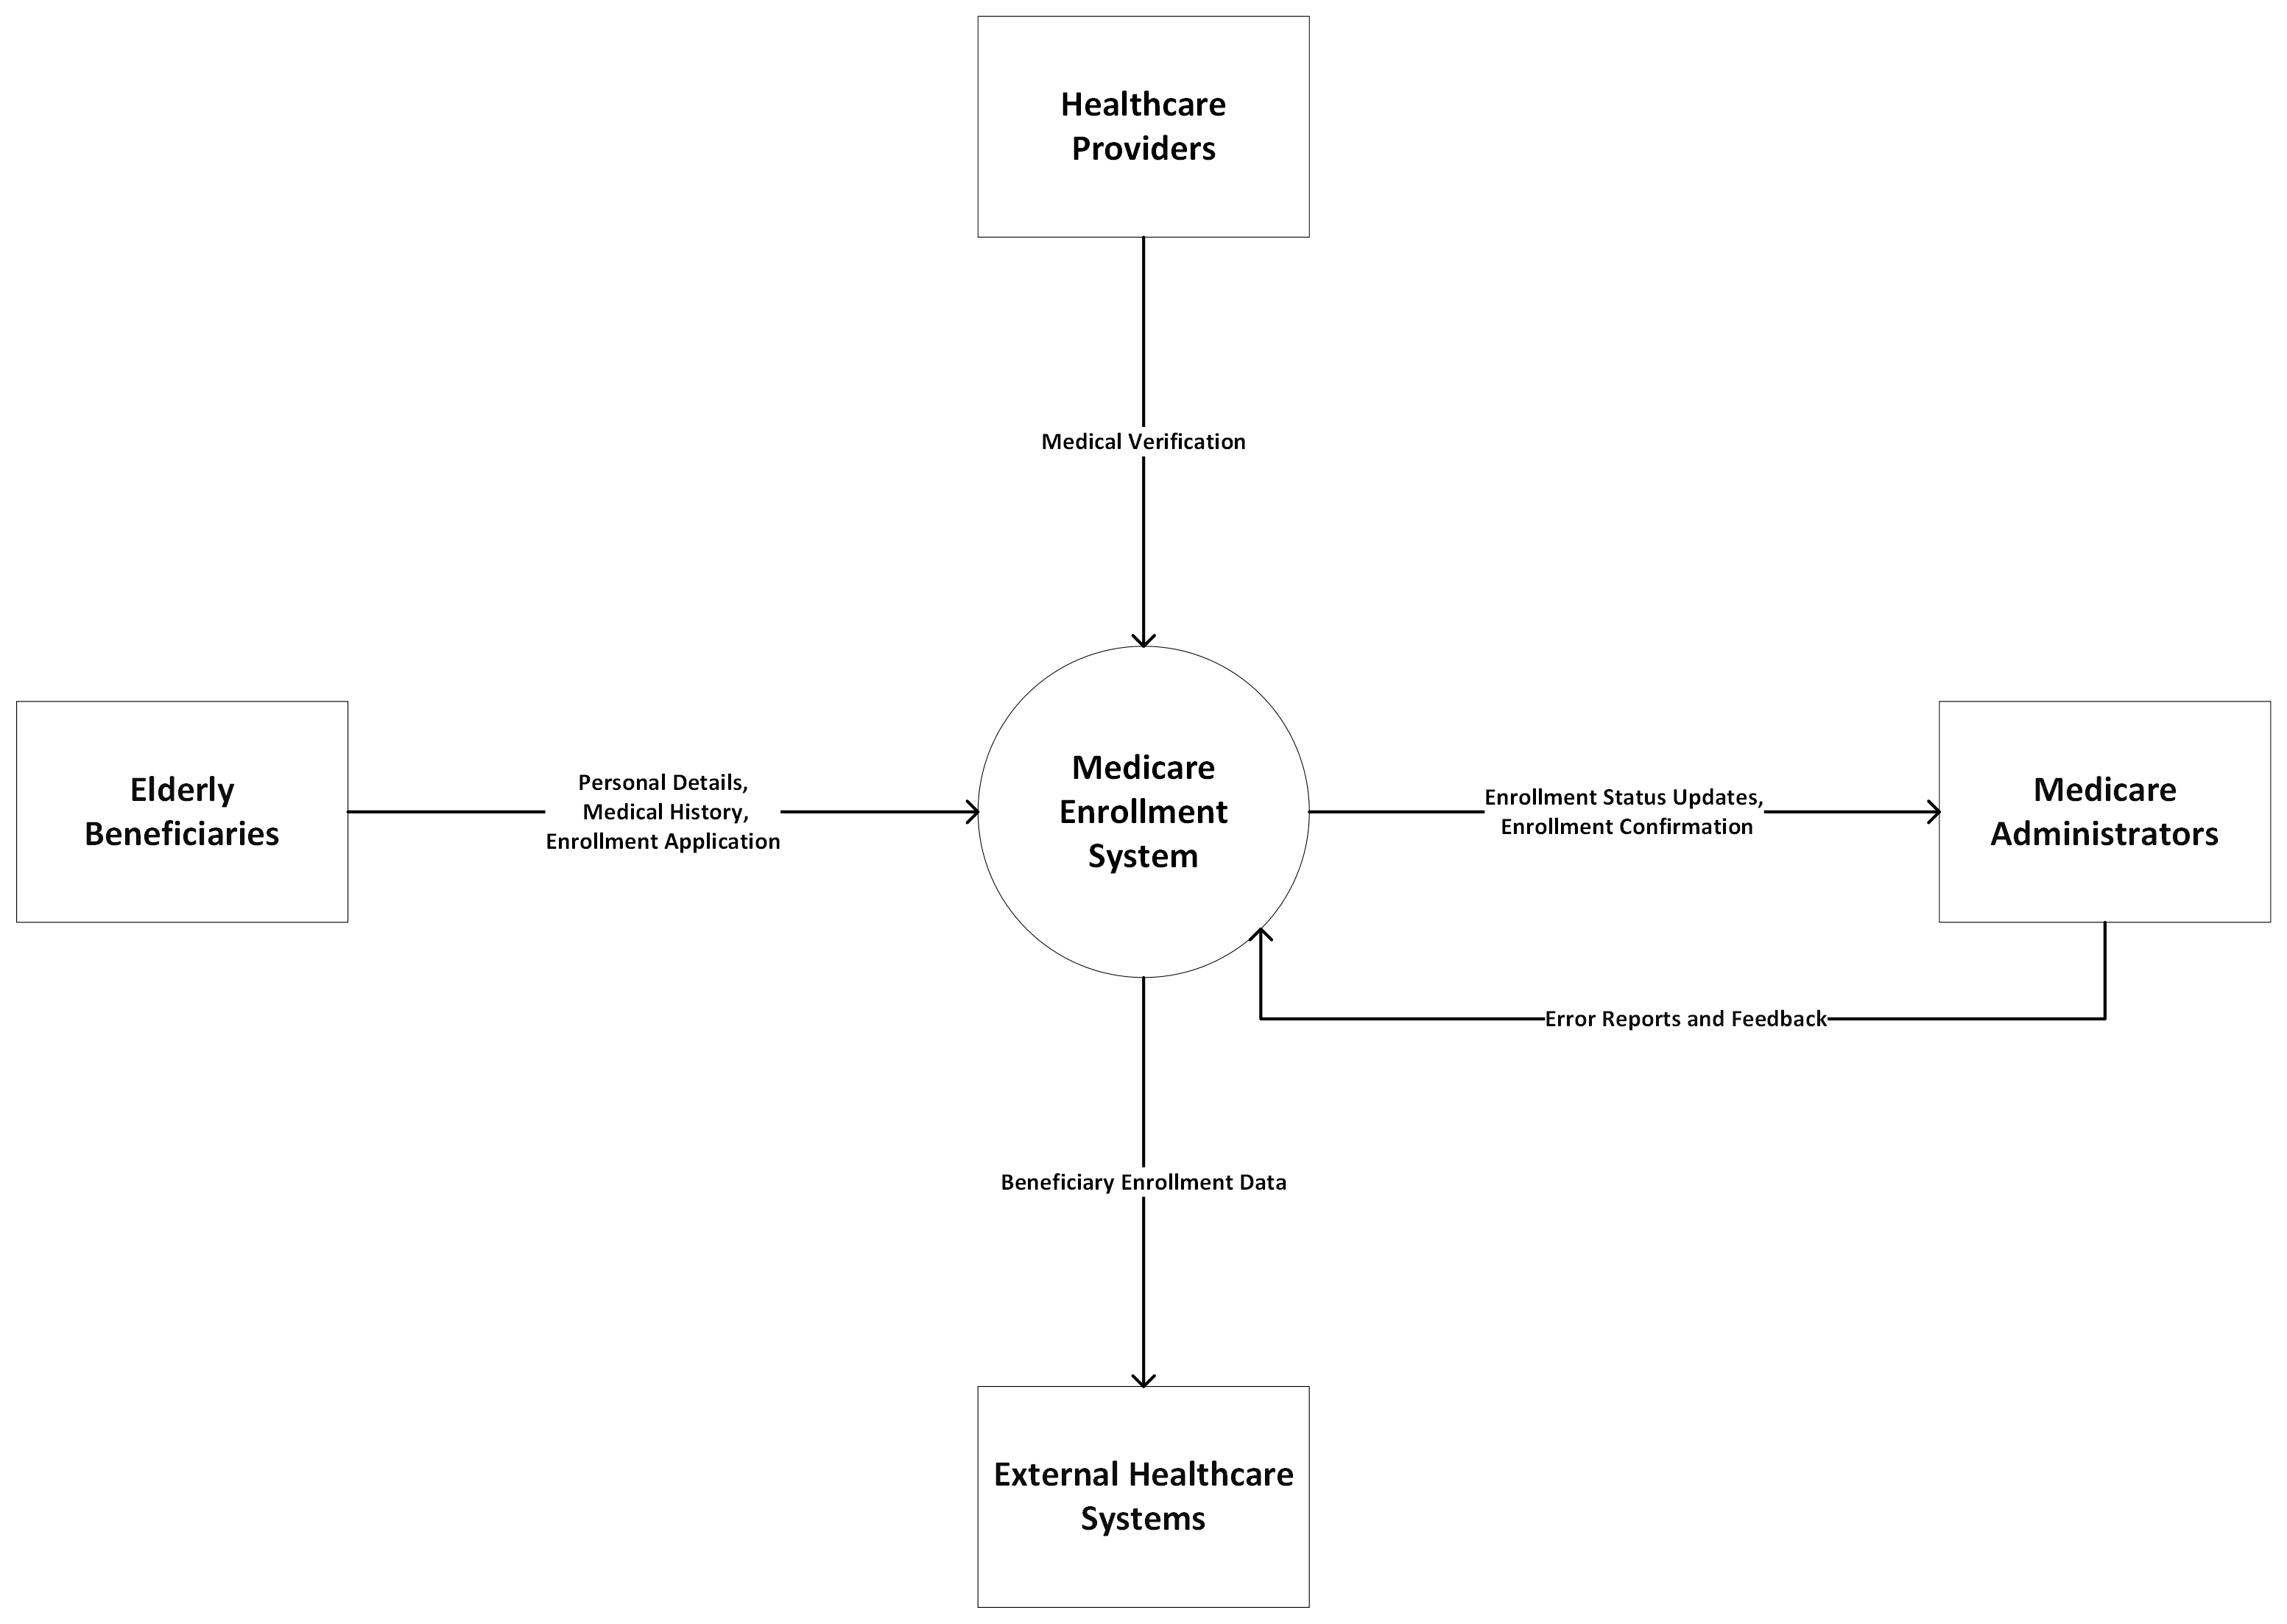 Healthcare
Providers
Medical Verification
Elderly
Beneficiaries
Personal Details,
Medical History,
Enrollment Application
Medicare
Enrollment
System
Enrollment Status Updates,
Enrollment Confirmation
Medicare
Administrators
Error Reports and Feedback
Beneficiary Enrollment Data
External Healthcare
Systems